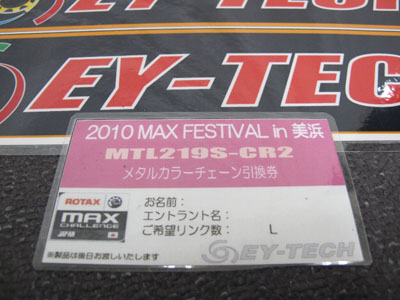 EY-TECH
EY-TECH
2010 MAX FESTIVAL in 美浜
MTL219S-CR2
メタルカラーチェーン引換券
ROTAX
MAX
CHALLENGE
JAPAN
お名前：
エントラント名：
ご希望リンク数： L
EY-TECH
※製品は後日お渡しいたします